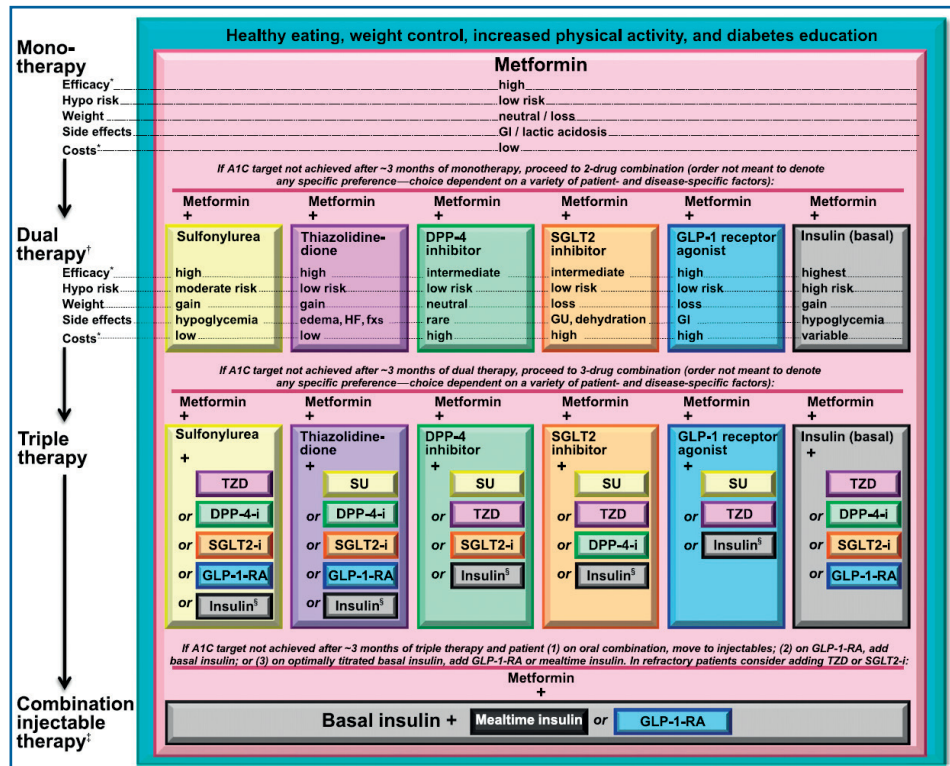 Healthy eating, weight control, increased physical activity, and diabetes education
Mono-
therapy
Metformin
Efficacy* high
Hypo risk low risk
Weight neutral / loss
Side effects GI / lactic acidosis
Costs* low
If A1C target not achieved after ~3 months of monotherapy, proceed to 2-drug combination (order not meant to denote
any specific preference—choice dependent on a variety of patient- and disease-specific factors):
Metformin Metformin Metformin Metformin Metformin Metformin
+ + + + + +
Dual
therapy†
Sulfonylurea
Thiazolidine-
dione
DPP-4
inhibitor
SGLT2
inhibitor
GLP-1 receptor
agonist
Insulin (basal)
Efficacy* high high intermediate intermediate high highest
Hypo risk moderate risk low risk low risk low risk low risk high risk
Weight gain gain neutral loss loss gain
Side effects hypoglycemia edema, HF, fxs rare GU, dehydration GI hypoglycemia
Costs* low low high high high variable
If A1C target not achieved after ~3 months of dual therapy, proceed to 3-drug combination (order not meant to denote
any specific preference—choice dependent on a variety of patient- and disease-specific factors):
Metformin Metformin Metformin Metformin Metformin Metformin
+ + + + + +
Triple
therapy
Sulfonylurea
+
TZD
or DPP-4-i
or SGLT2-i
or GLP-1-RA
or Insulin§
Thiazolidine-
dione
+
SU
or DPP-4-i
or SGLT2-i
or GLP-1-RA
or Insulin§
DPP-4
inhibitor
+
SU
or TZD
or SGLT2-i
or Insulin§
SGLT2
inhibitor
+
SU
or TZD
or DPP-4-i
or Insulin§
GLP-1 receptor
agonist
+
SU
or TZD
or Insulin§
Insulin (basal)
+
TZD
or DPP-4-i
or SGLT2-i
or GLP-1-RA
If A1C target not achieved after ~3 months of triple therapy and patient (1) on oral combination, move to injectables; (2) on GLP-1-RA, add
basal insulin; or (3) on optimally titrated basal insulin, add GLP-1-RA or mealtime insulin. In refractory patients consider adding TZD or SGLT2-i:
Metformin
+
Combination
injectable
therapy‡
Basal insulin + Mealtime insulin or GLP-1-RA